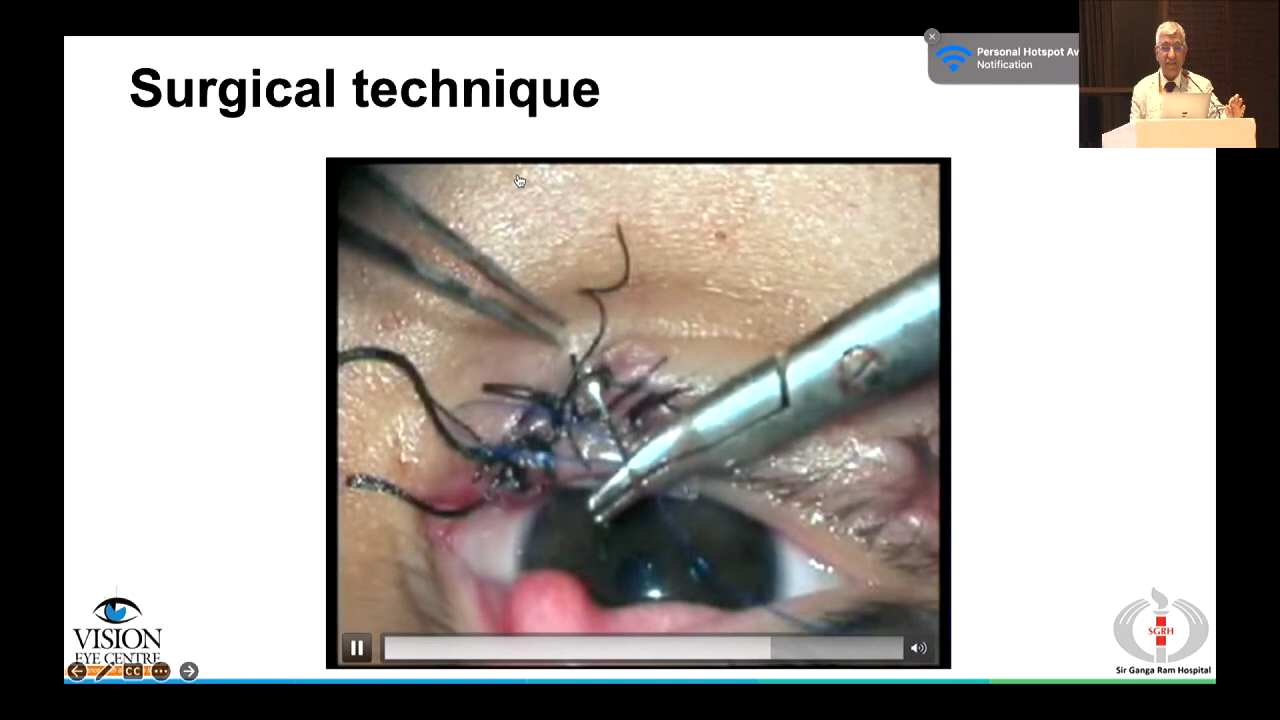 Surgical technique
Personal Hotspot Av
Notification
VISION
EYE CENTRE
CC
SGRH
Sir Ganga Ram Hospital